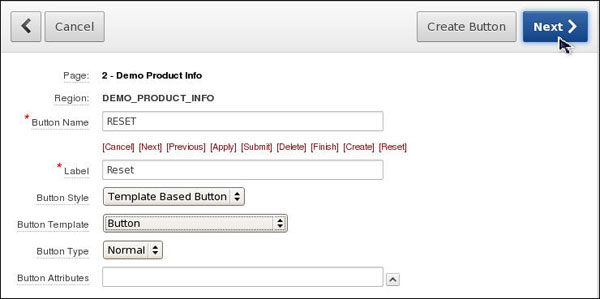 Cancel Create Button Next
Page: 2 - Demo Product Info
Region: DEMO_PRODUCT_INFO
* Button Name RESET
[Cancel] [Next] [Previous] [Apply] [Submit] [Delete] [Finish] [Create] [Reset]
* Label Reset
Button Style Template Based Button
Button Template Button
Button Type Normal
Button Attributes